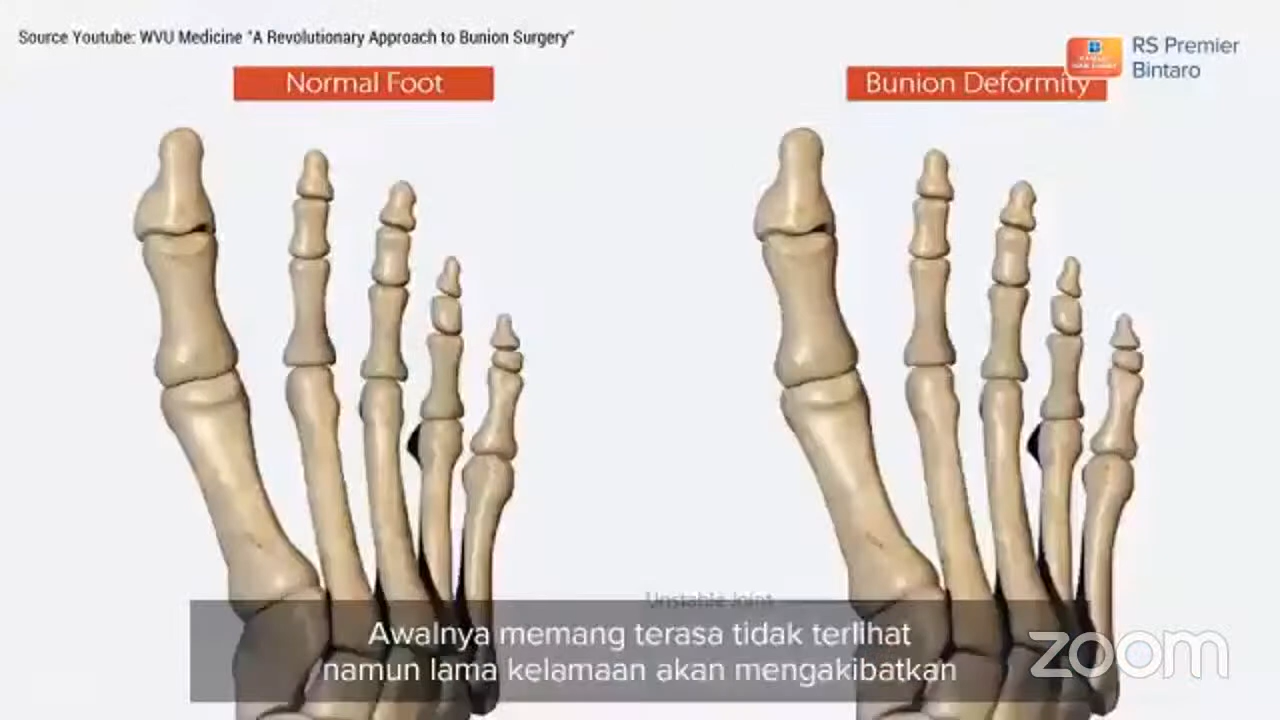 Source Youtube: WVU Medicine "A Revolutionary Approach to Bunion Surgery"
RS Premier
Bintaro
Normal Foot
Bunion Deformity
Unstable Joint
Awalnya memang terasa tidak terlihat
namun lama kelamaan akan mengakibatkan
zoom